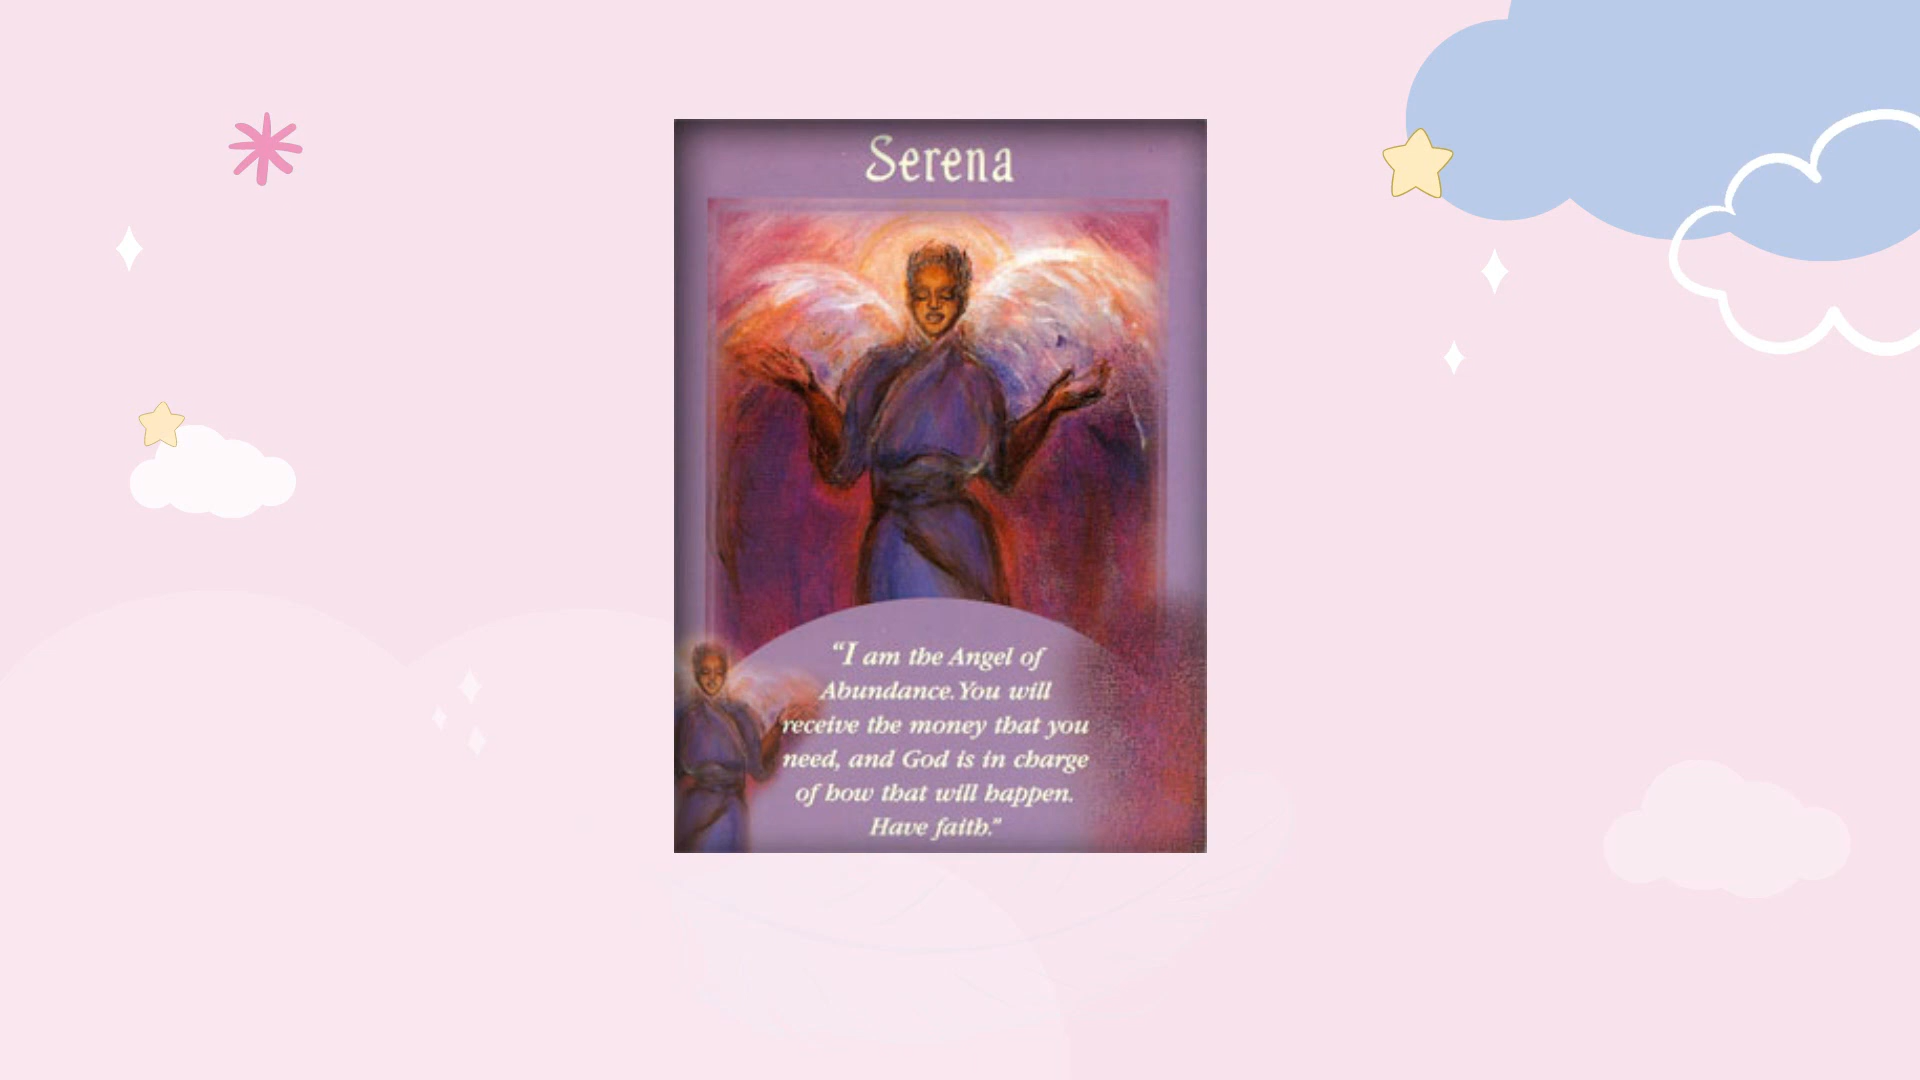 Serena
“I am the Angel of
Abundance. You will
receive the money that you
need, and God is in charge
of how that will happen.
Have faith.”